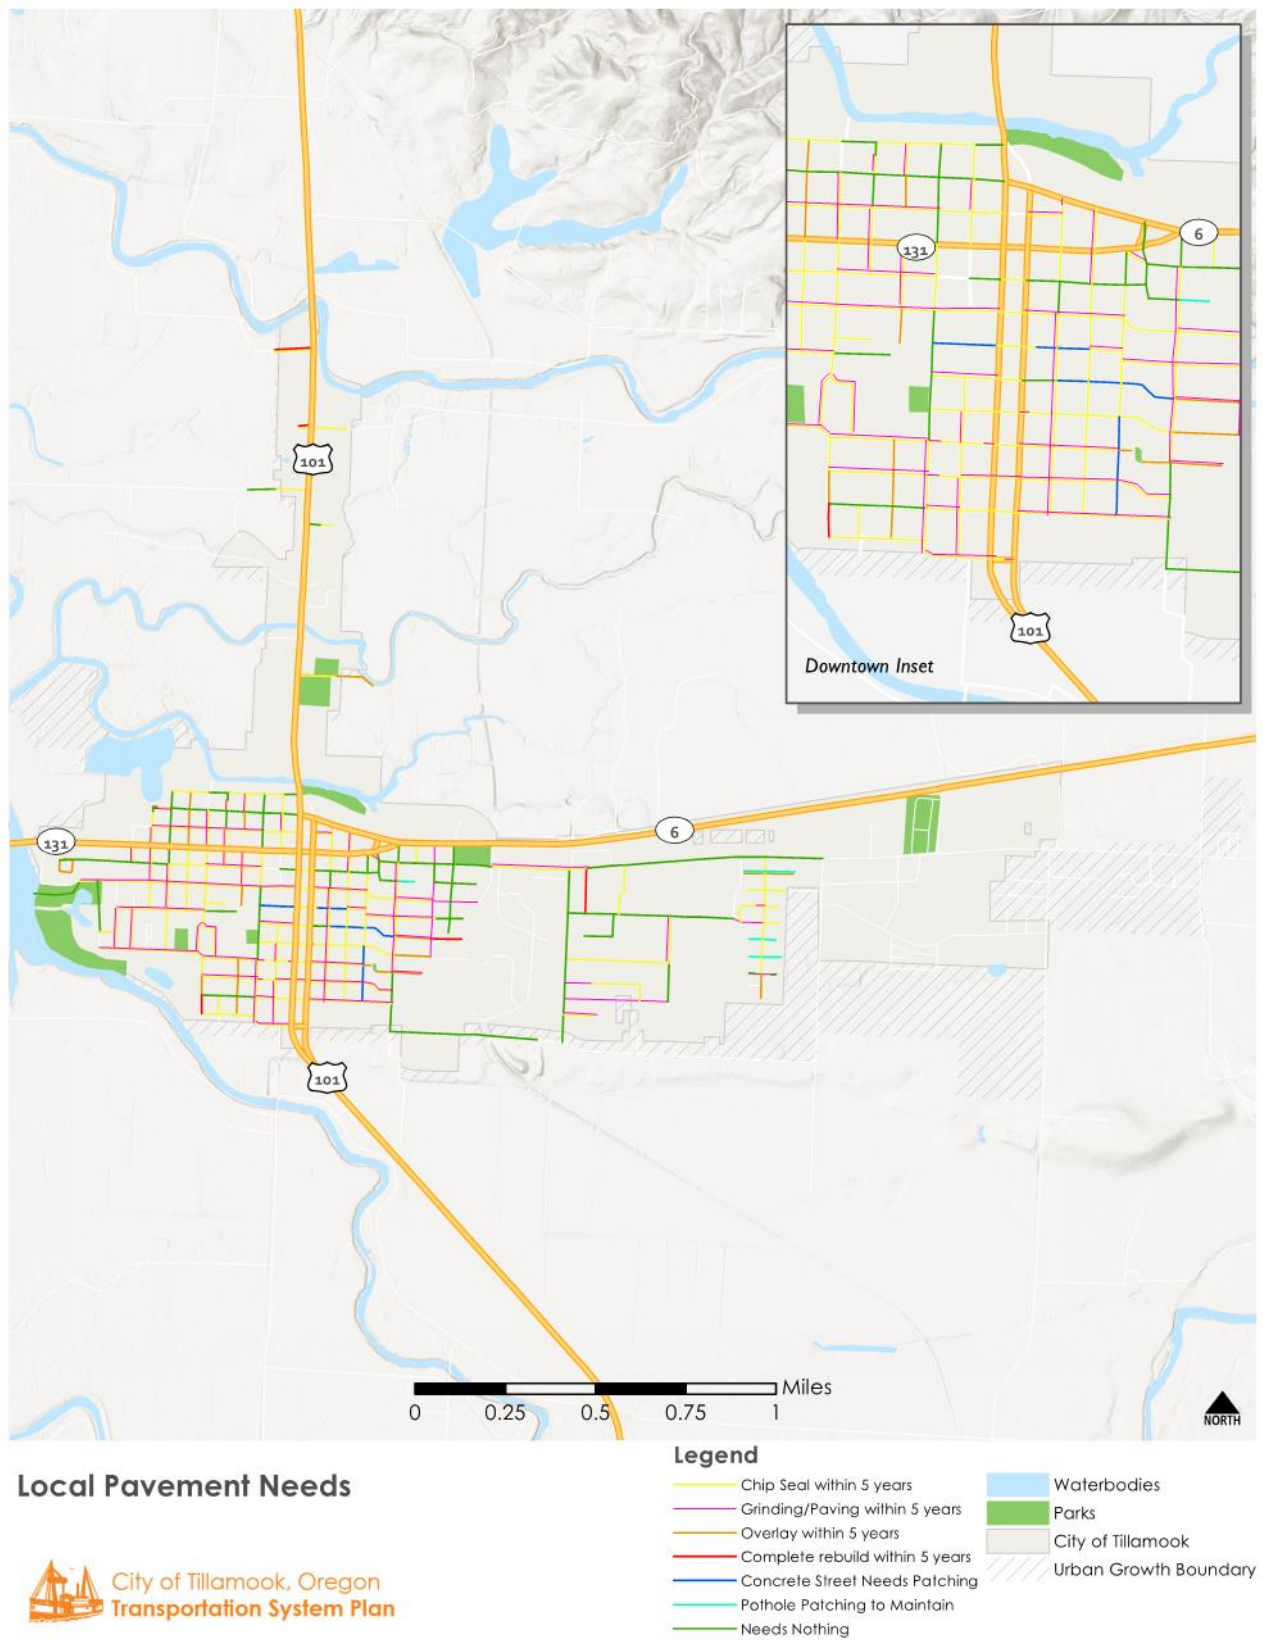 6
131
101
Downtown Inset
101
131
6
101
Miles
0 0.25 0.5 0.75 1
NORTH
Local Pavement Needs
City of Tillamook, Oregon
Transportation System Plan
Legend
Chip Seal within 5 years
Grinding/Paving within 5 years
Overlay within 5 years
Complete rebuild within 5 years
Concrete Street Needs Patching
Pothole Patching to Maintain
Needs Nothing
Waterbodies
Parks
City of Tillamook
Urban Growth Boundary